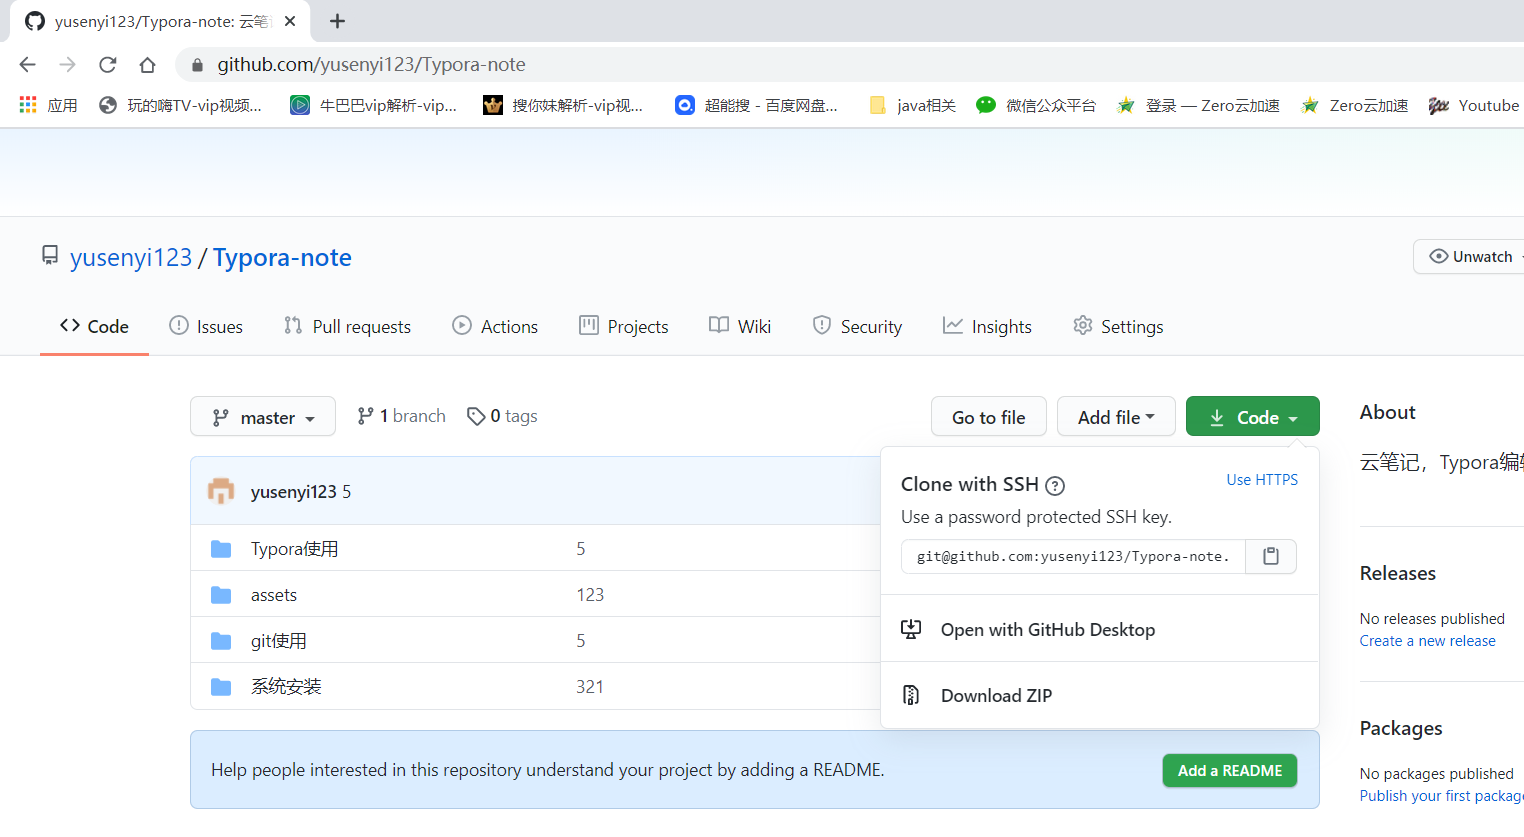 yusenyi123/Typora-note: 云笔
github.com/yusenyi123/Typora-note
应用 玩的嗨TV-vip视频... 牛巴巴vip解析-vip... 搜你妹解析-vip视... 超能搜 - 百度网盘... java相关 微信公众平台 登录 — Zero云加速 Zero云加速 Youtube
yusenyi123 / Typora-note
Unwatch
Code Issues Pull requests Actions Projects Wiki Security Insights Settings
master 1 branch 0 tags Go to file Add file Code
yusenyi123 5
Typora使用 5
assets 123
git使用 5
系统安装 321
Clone with SSH Use HTTPS
Use a password protected SSH key.
git@github.com:yusenyi123/Typora-note.
Open with GitHub Desktop
Download ZIP
Help people interested in this repository understand your project by adding a README. Add a README
About
云笔记，Typora编
Releases
No releases published
Create a new release
Packages
No packages published
Publish your first package